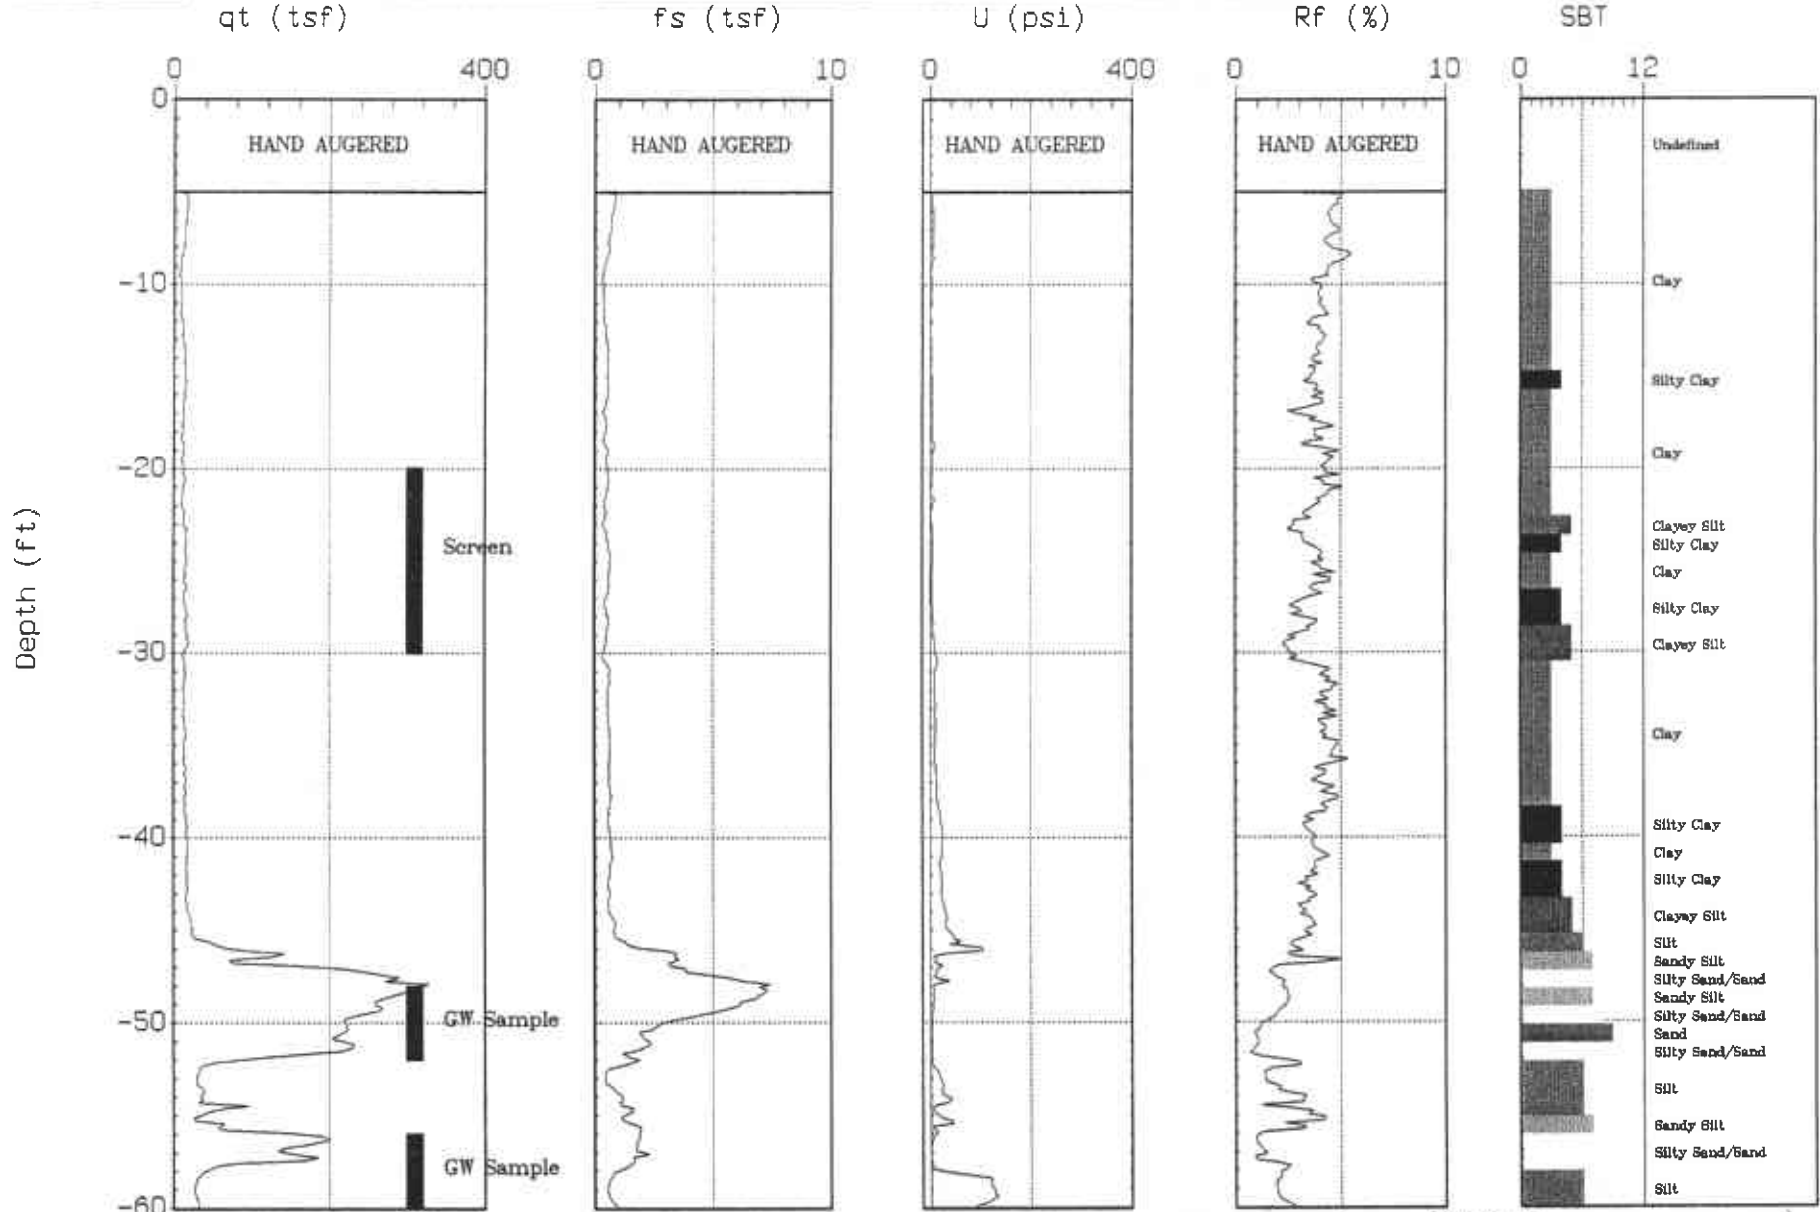 qt (tsf)
fs (tsf)
U (psi)
Rf (%)
SBT
0 400
0 10
0 400
0 10
0 12
0
-10
-20
-30
-40
-50
-60
Depth (ft)
HAND AUGERED
HAND AUGERED
HAND AUGERED
HAND AUGERED
Screen
GW Sample
GW Sample
Undefined
Clay
Silty Clay
Clay
Clayey Silt
Silty Clay
Clay
Silty Clay
Clayey Silt
Clay
Silty Clay
Clay
Silty Clay
Clayey Silt
Silt
Sandy Silt
Silty Sand/Sand
Sandy Silt
Silty Sand/Sand
Sand
Silty Sand/Sand
Silt
Sandy Silt
Silty Sand/Sand
Silt